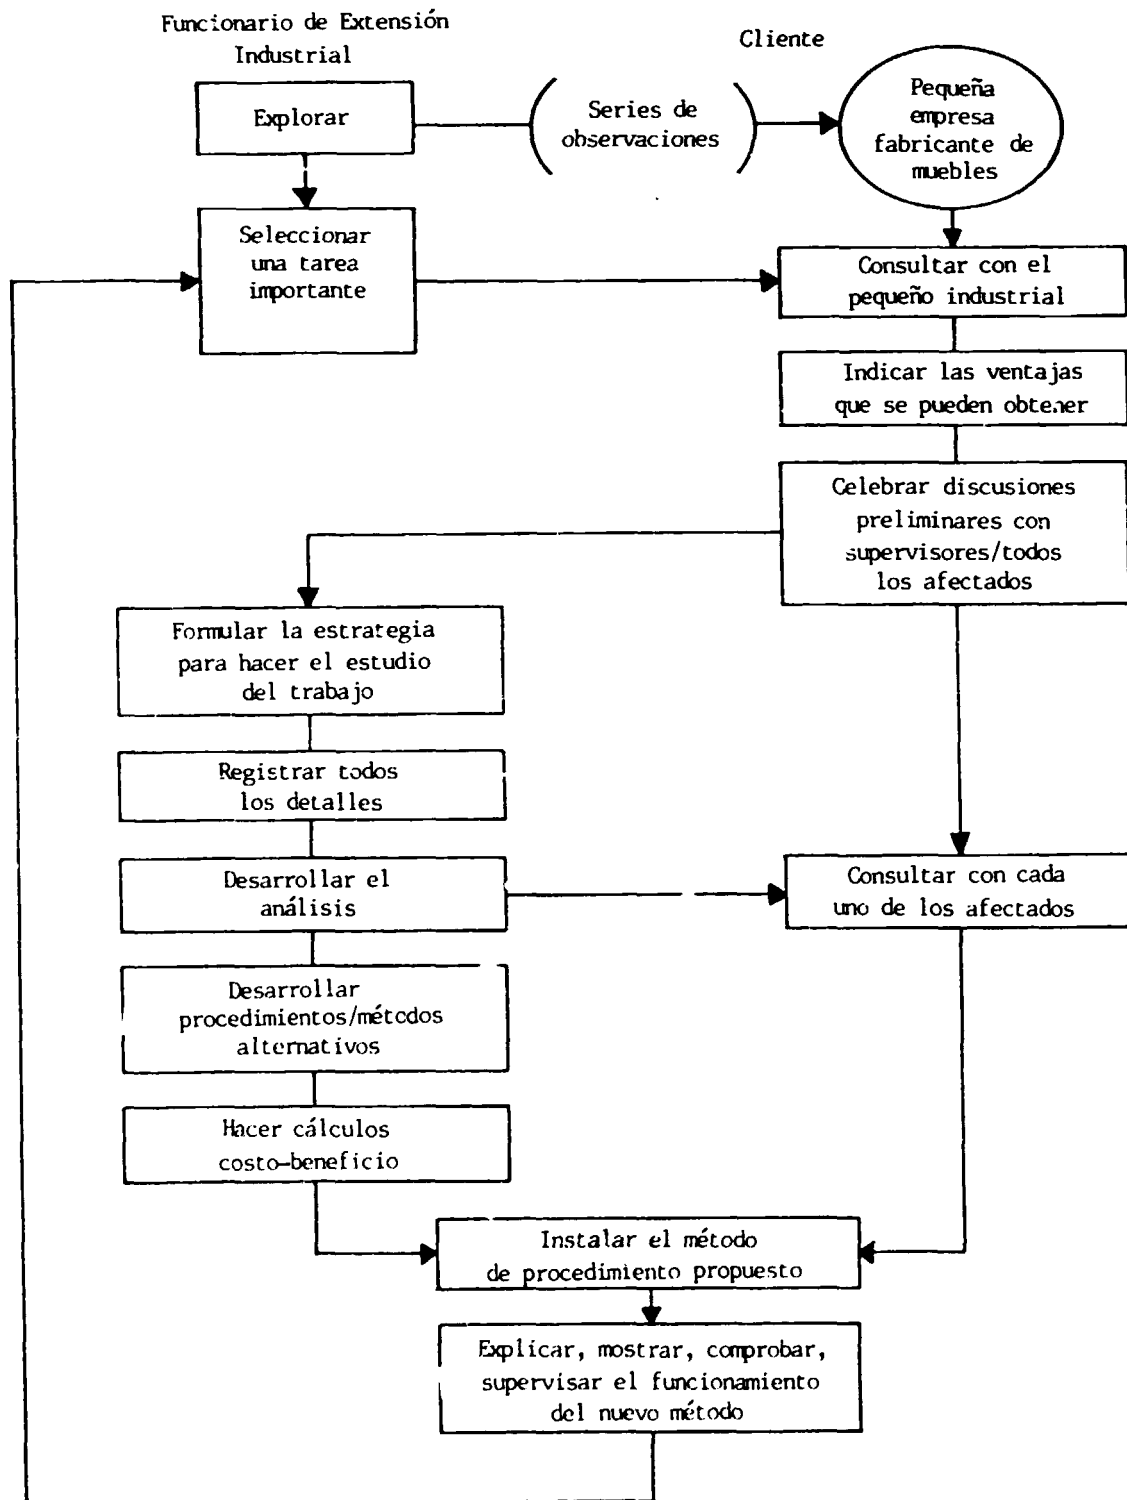 Funcionario de Extensión
Industrial
Cliente
Explorar
Series de
observaciones
Pequeña
empresa
fabricante de
muebles
Seleccionar
una tarea
importante
Consultar con el
pequeño industrial
Indicar las ventajas
que se pueden obtener
Celebrar discusiones
preliminares con
supervisores/todos
los afectados
Formular la estrategia
para hacer el estudio
del trabajo
Registrar todos
los detalles
Desarrollar el
análisis
Consultar con cada
uno de los afectados
Desarrollar
procedimientos/métodos
alternativos
Hacer cálculos
costo-beneficio
Instalar el método
de procedimiento propuesto
Explicar, mostrar, comprobar,
supervisar el funcionamiento
del nuevo método